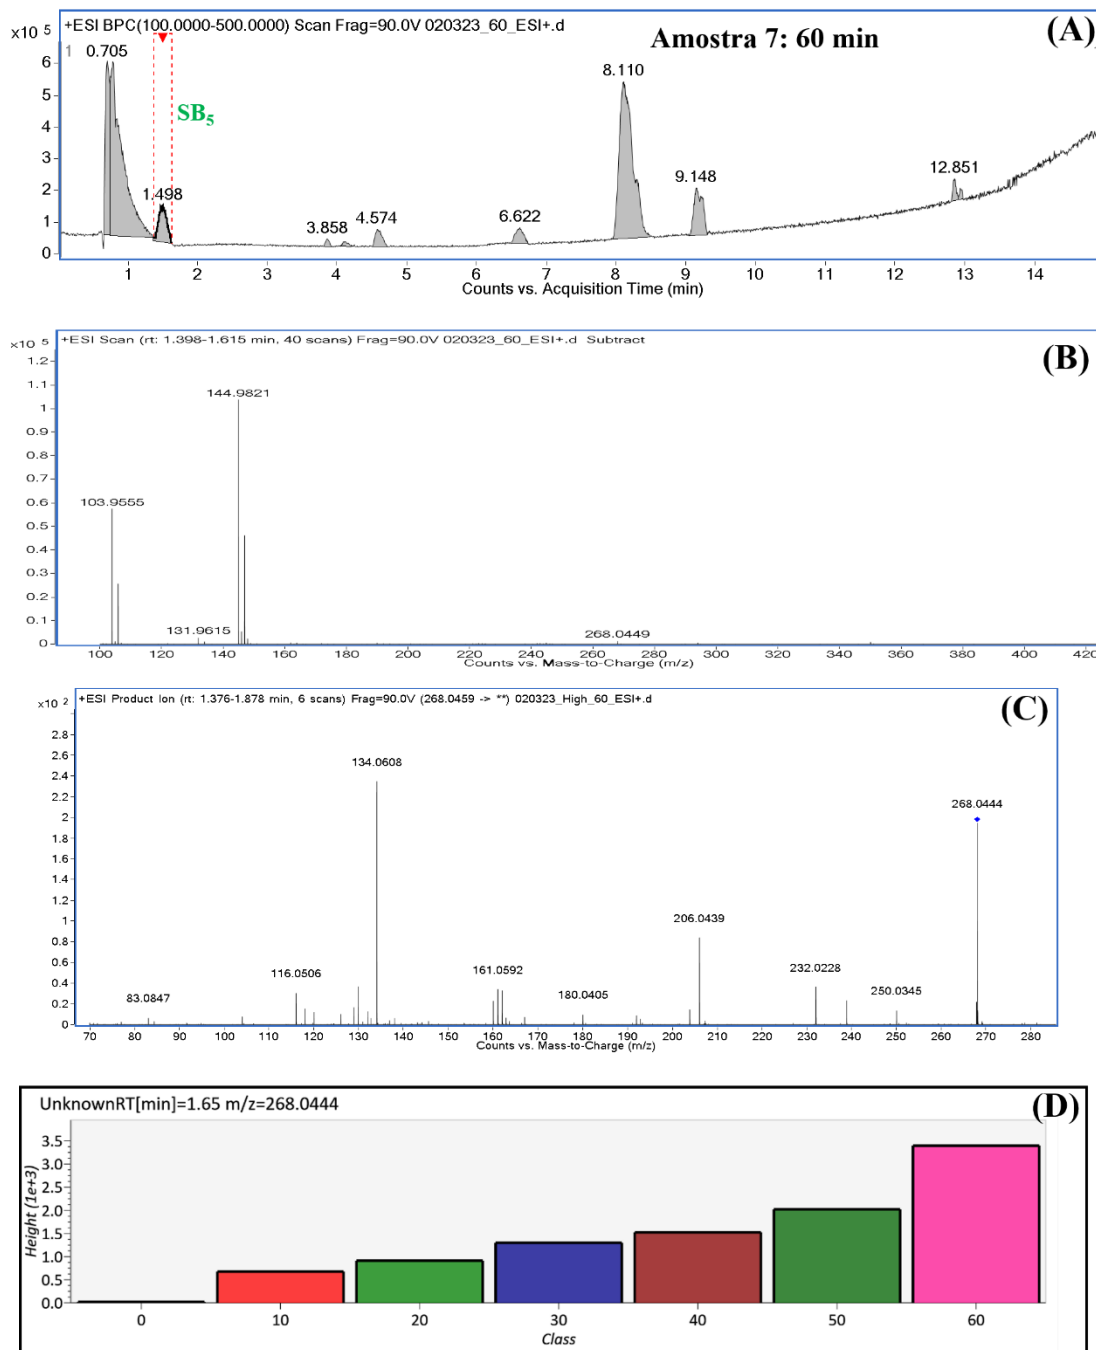 +ESI BPC(100.0000-500.0000) Scan Frag=90.0V 020323_60_ESI+.d
(A)
Amostra 7: 60 min
x10 5
1
0.705
SB5
1.498
3.858
4.574
6.622
8.110
9.148
12.851
6
5
4
3
2
1
0
1 2 3 4 5 6 7 8 9 10 11 12 13 14
Counts vs. Acquisition Time (min)
+ESI Scan (rt: 1.398-1.615 min, 40 scans) Frag=90.0V 020323_60_ESI+.d Subtract
(B)
x10 5
1.2
1.1
1
0.9
0.8
0.7
0.6
0.5
0.4
0.3
0.2
0.1
0
144.9821
103.9555
131.9615
268.0449
100 120 140 160 180 200 220 240 260 280 300 320 340 360 380 400 420
Counts vs. Mass-to-Charge (m/z)
+ESI Product Ion (rt: 1.376-1.878 min, 6 scans) Frag=90.0V (268.0459 -> **) 020323_High_60_ESI+.d
(C)
x10 2
2.8
2.6
2.4
2.2
2
1.8
1.6
1.4
1.2
1
0.8
0.6
0.4
0.2
0
134.0608
268.0444
206.0439
116.0506
161.0592
232.0228
83.0847
180.0405
250.0345
70 80 90 100 110 120 130 140 150 160 170 180 190 200 210 220 230 240 250 260 270 280
Counts vs. Mass-to-Charge (m/z)
UnknownRT[min]=1.65 m/z=268.0444
(D)
Height (1e+3)
3.5
3.0
2.5
2.0
1.5
1.0
0.5
0.0
0 10 20 30 40 50 60
Class